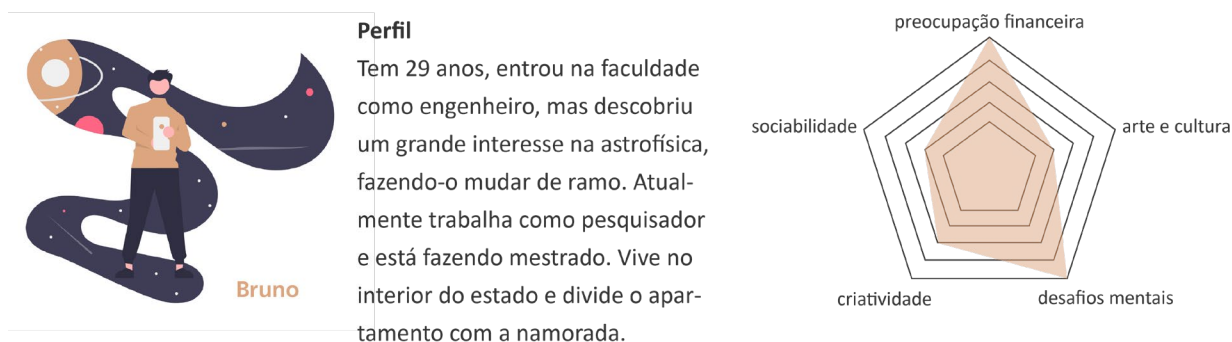 Bruno
Perfil
Tem 29 anos, entrou na faculdade
como engenheiro, mas descobriu
um grande interesse na astrofísica,
fazendo-o mudar de ramo. Atual-
mente trabalha como pesquisador
e está fazendo mestrado. Vive no
interior do estado e divide o apar-
tamento com a namorada.
preocupação financeira
sociabilidade
arte e cultura
criatividade
desafios mentais